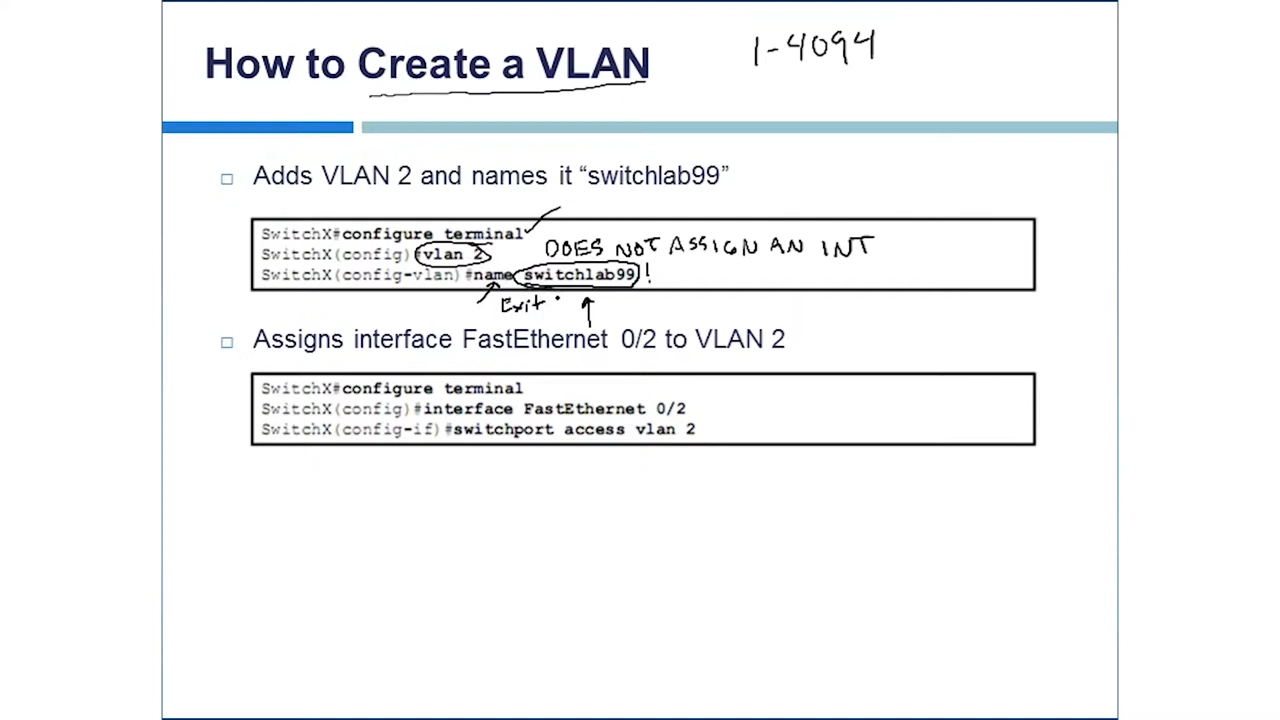 How to Create a VLAN 1-4094
Adds VLAN 2 and names it “switchlab99”
SwitchX#configure terminal
SwitchX(config)#vlan 2 DOES NOT ASSIGN AN INT
SwitchX(config-vlan)#name switchlab99 !
Exit
Assigns interface FastEthernet 0/2 to VLAN 2
SwitchX#configure terminal
SwitchX(config)#interface FastEthernet 0/2
SwitchX(config-if)#switchport access vlan 2